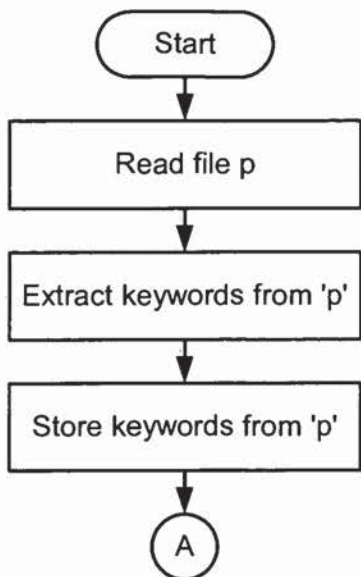 Start
Read file p
Extract keywords from 'p'
Store keywords from 'p'
A